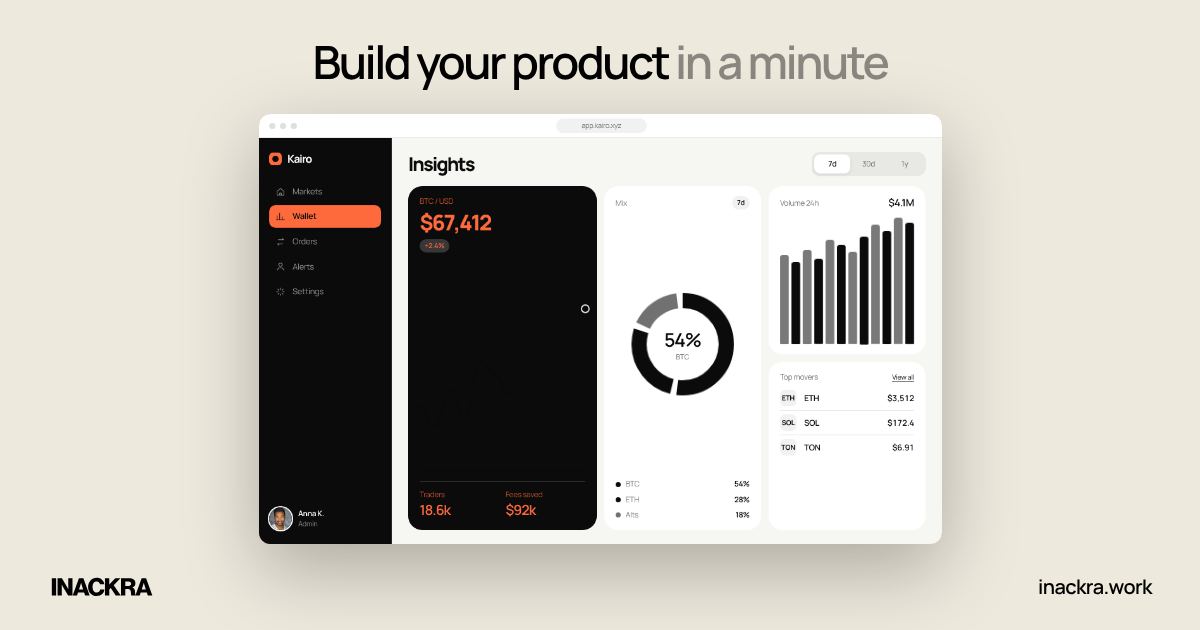 Build your product in a minute
app.kairo.xyz
Kairo
Markets
Wallet
Orders
Alerts
Settings
Anna K.
Admin
Insights
7d 30d 1y
BTC / USD
$67,412
+2.4%
Traders Fees saved
18.6k $92k
Mix 7d
54%
BTC
BTC 54%
ETH 28%
Alts 18%
Volume 24h $4.1M
Top movers View all
ETH ETH $3,512
SOL SOL $172.4
TON TON $6.91
INACKRA
inackra.work